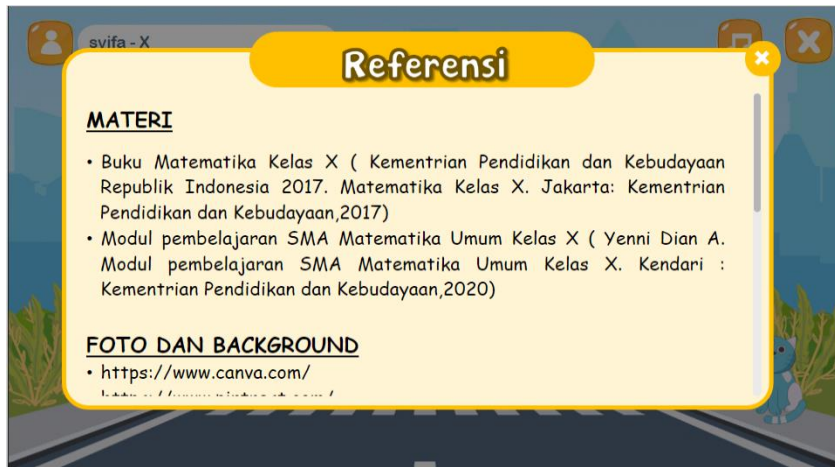 svifa - X
Referensi
MATERI
• Buku Matematika Kelas X ( Kementrian Pendidikan dan Kebudayaan
Republik Indonesia 2017. Matematika Kelas X. Jakarta: Kementrian
Pendidikan dan Kebudayaan,2017)
• Modul pembelajaran SMA Matematika Umum Kelas X ( Yenni Dian A.
Modul pembelajaran SMA Matematika Umum Kelas X. Kendari :
Kementrian Pendidikan dan Kebudayaan,2020)
FOTO DAN BACKGROUND
• https://www.canva.com/